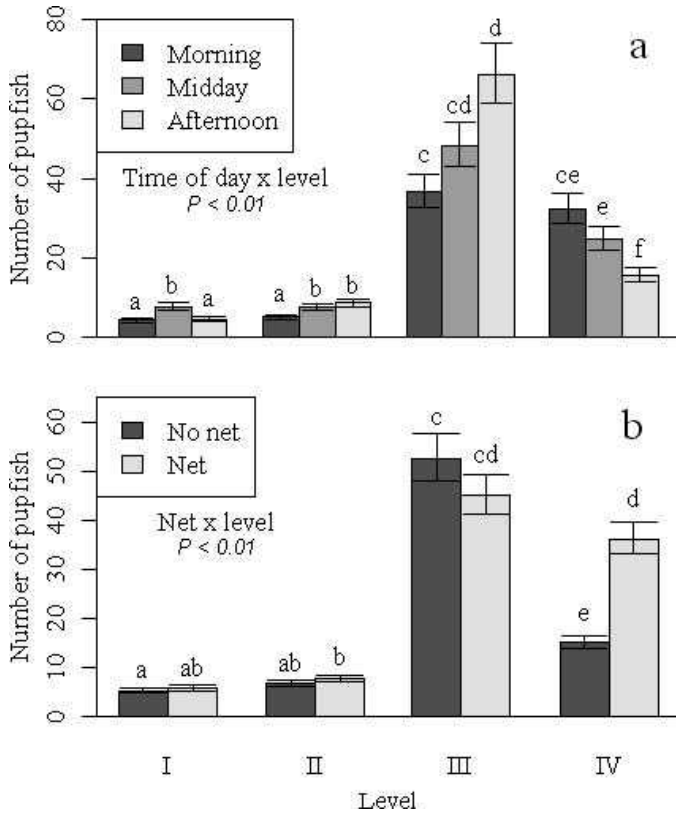 Number of pupfish
0 20 40 60 80
a
Morning
Midday
Afternoon
Time of day x level
P < 0.01
a b a
a b b
c cd d
ce e f
Number of pupfish
0 10 20 30 40 50 60
b
No net
Net
Net x level
P < 0.01
a ab
ab b
c cd
e d
I II III IV
Level